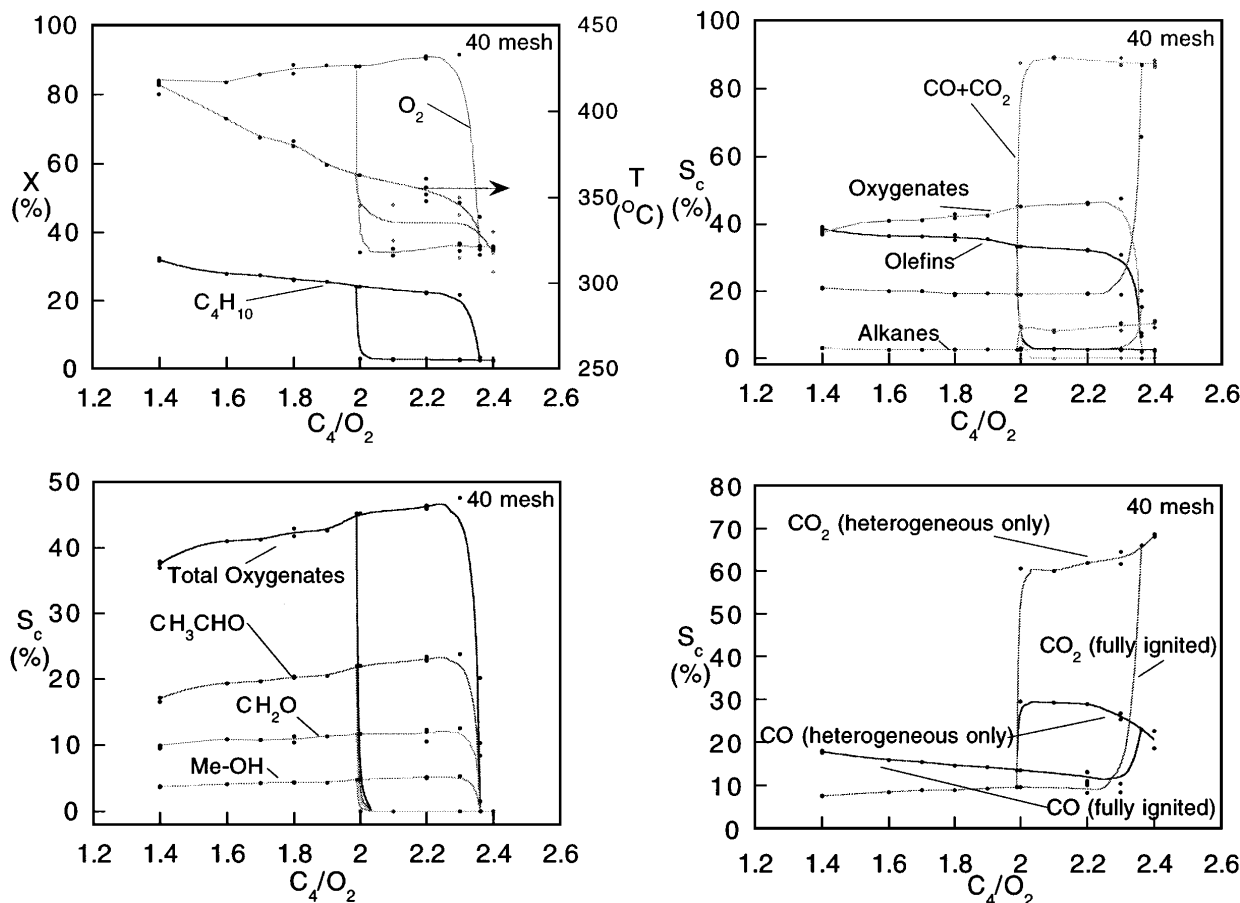 100
80
60
40
20
0
X
(%)
450
400
350
300
250
T
(°C)
40 mesh
O₂
C₄H₁₀
1.2 1.4 1.6 1.8 2 2.2 2.4 2.6
C₄/O₂
100
80
60
40
20
0
S_c
(%)
40 mesh
CO+CO₂
Oxygenates
Olefins
Alkanes
1.2 1.4 1.6 1.8 2 2.2 2.4 2.6
C₄/O₂
50
40
30
20
10
0
S_c
(%)
40 mesh
Total Oxygenates
CH₃CHO
CH₂O
Me-OH
1.2 1.4 1.6 1.8 2 2.2 2.4 2.6
C₄/O₂
80
70
60
50
40
30
20
10
0
S_c
(%)
40 mesh
CO₂ (heterogeneous only)
CO₂ (fully ignited)
CO (heterogeneous only)
CO (fully ignited)
1.2 1.4 1.6 1.8 2 2.2 2.4 2.6
C₄/O₂